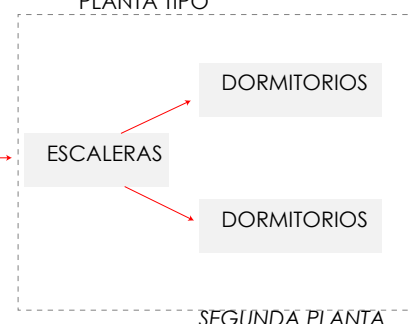 PLANTA TIPO
DORMITORIOS
ESCALERAS
DORMITORIOS
SEGUNDA PLANTA